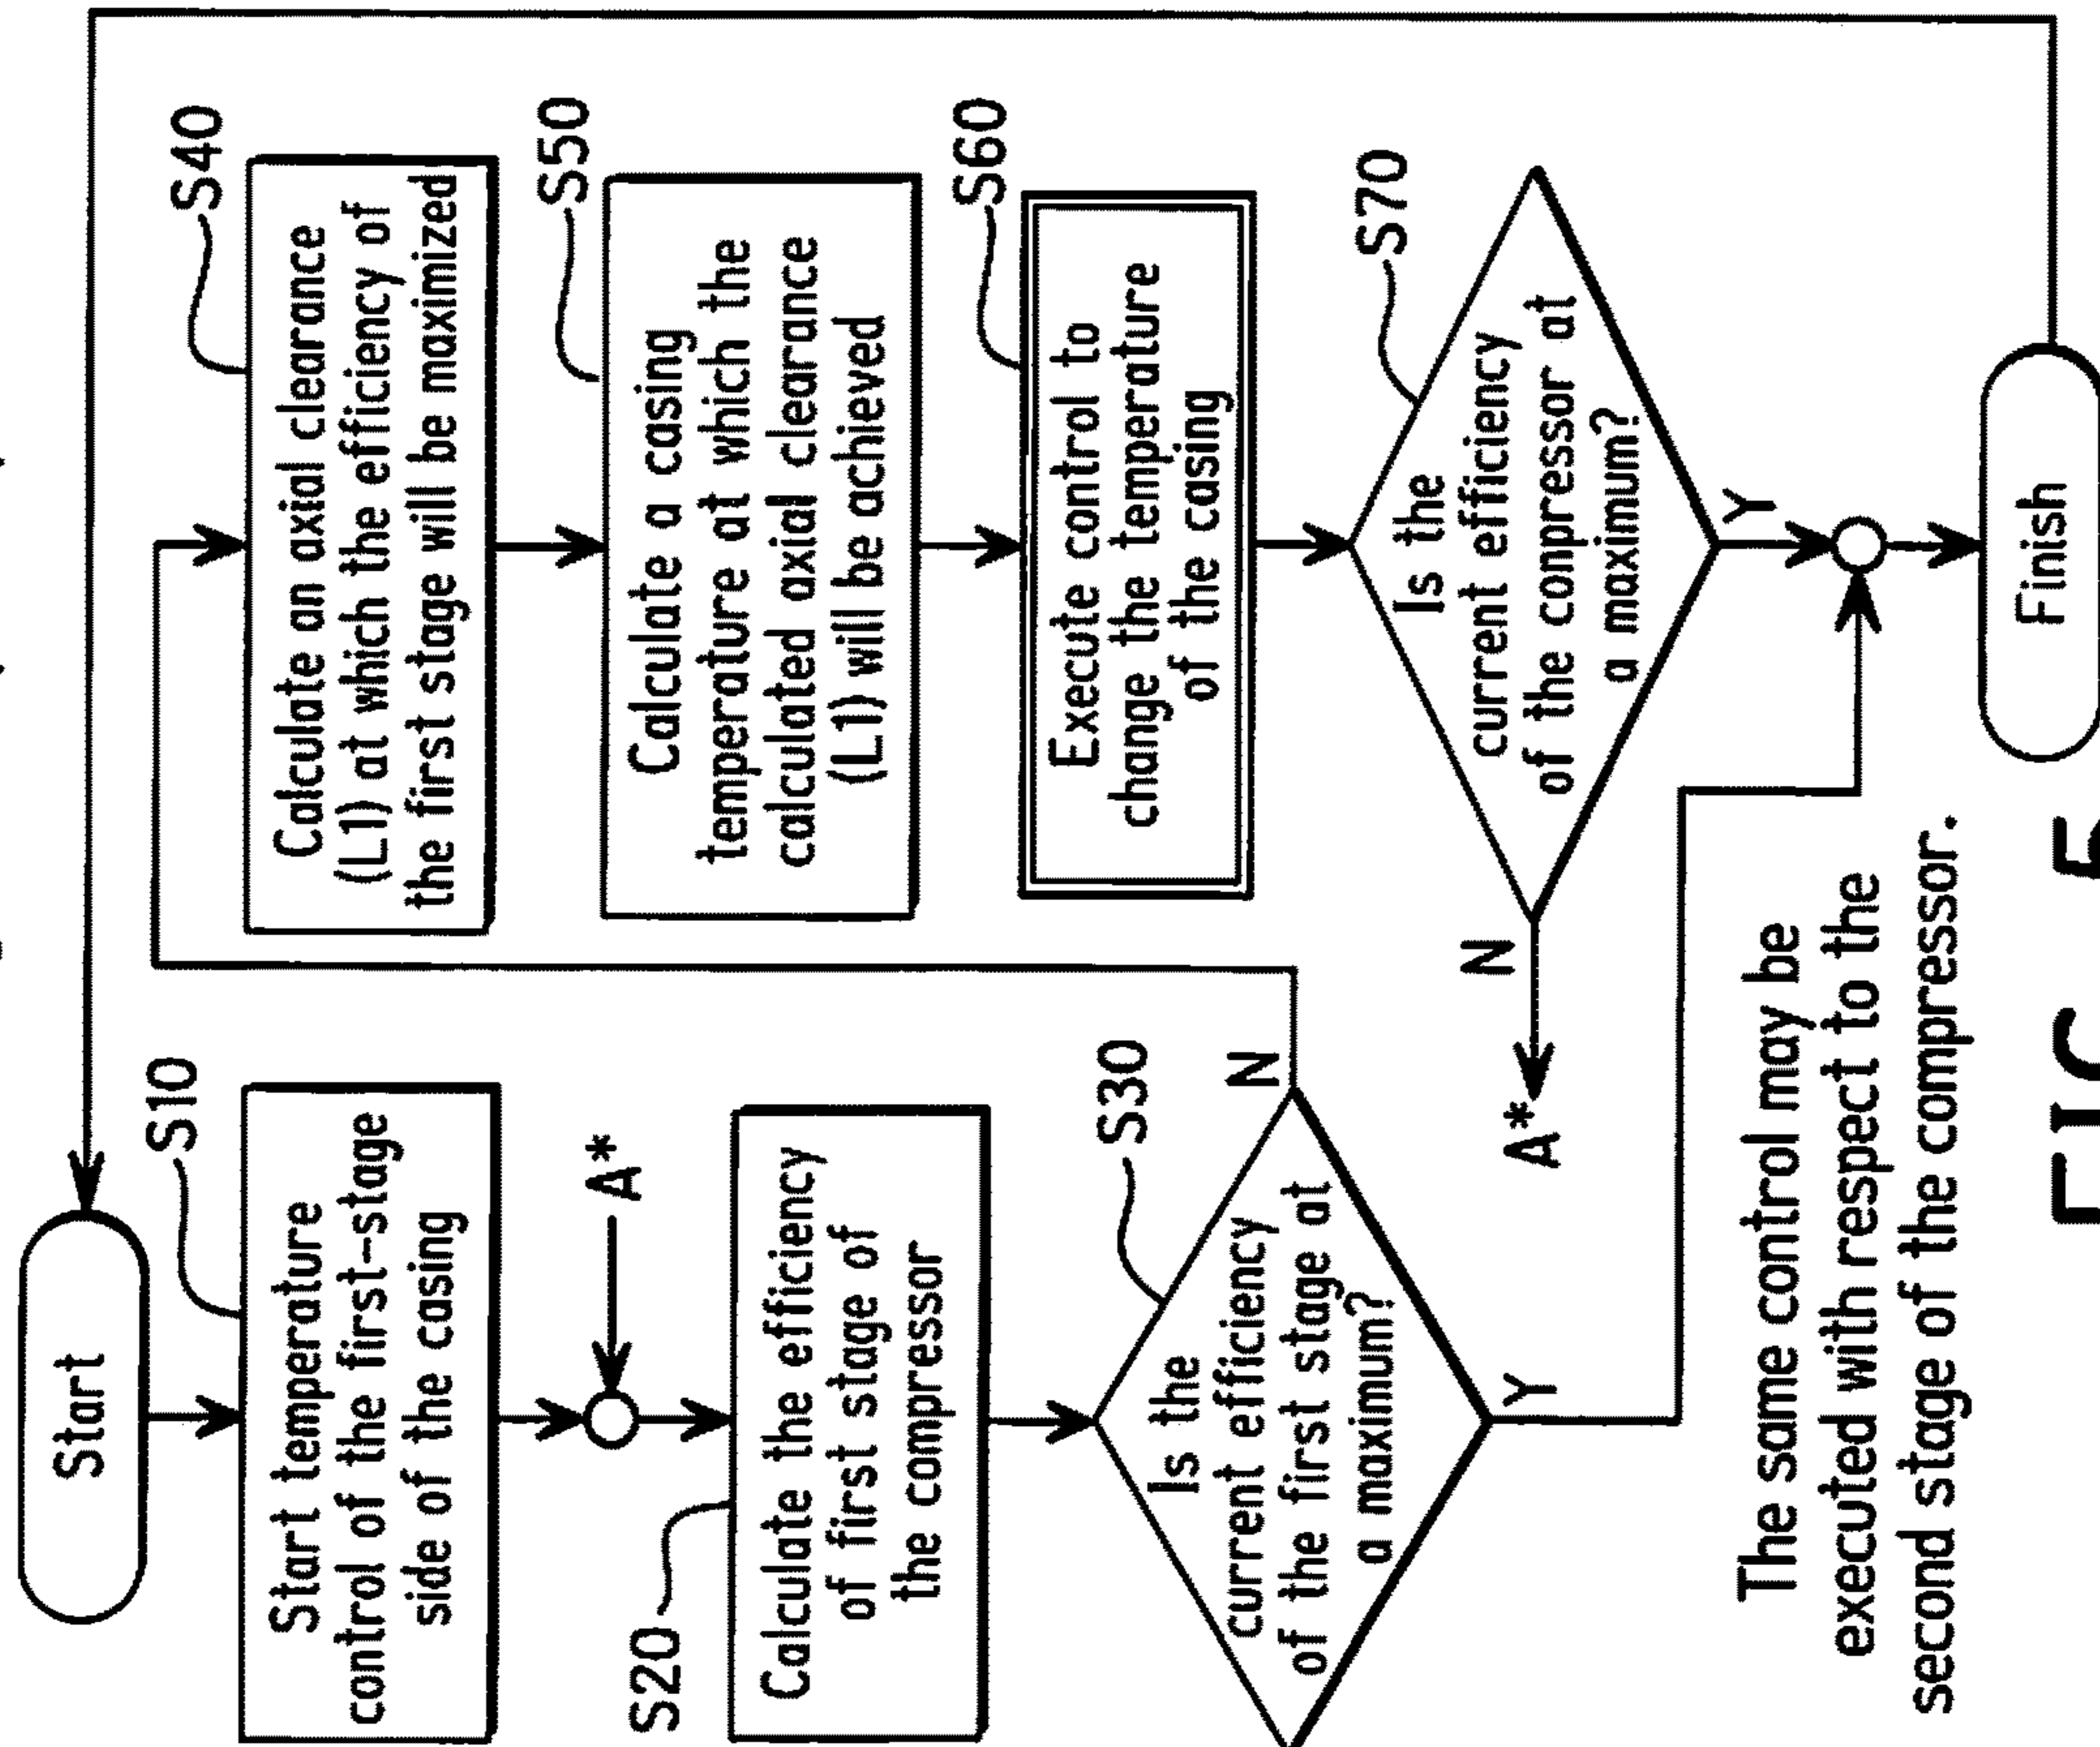 Start
S10
Start temperature
control of the first-stage
side of the casing
A*
S20
Calculate the efficiency
of first stage of
the compressor
S30
Is the
current efficiency
of the first stage at
a maximum?
N
Y
S40
Calculate an axial clearance
(L1) at which the efficiency of
the first stage will be maximized
S50
Calculate a casing
temperature at which the
calculated axial clearance
(L1) will be achieved
S60
Execute control to
change the temperature
of the casing
S70
Is the
current efficiency
of the conpressor at
a maximum?
N
A*
Y
Finish
The same control may be
executed with respect to the
second stage of the compressor.